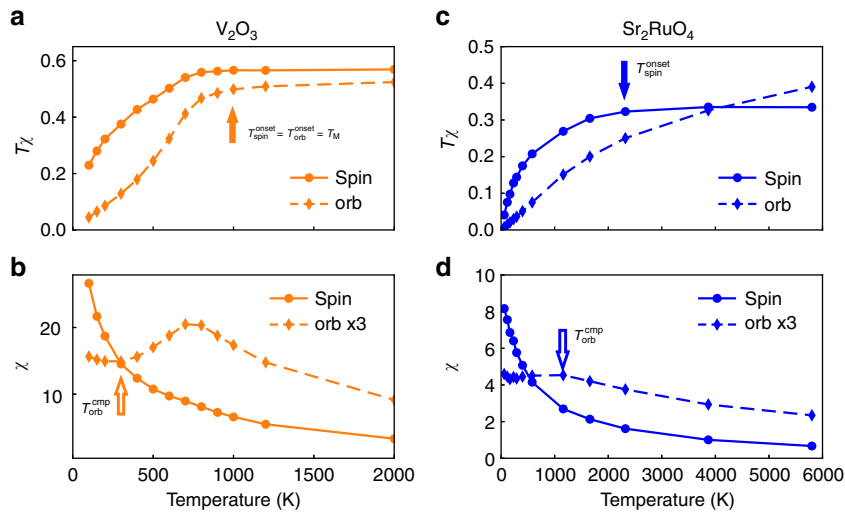 a
V₂O₃
0.6
0.4
0.2
0.0
Tχ
T_spin^onset = T_orb^onset = T_M
Spin
orb
b
20
10
χ
Spin
orb x3
T_orb^cmp
0 500 1000 1500 2000
Temperature (K)
c
Sr₂RuO₄
0.5
0.4
0.3
0.2
0.1
0.0
Tχ
T_spin^onset
Spin
orb
d
10
8
6
4
2
0
χ
Spin
orb x3
T_orb^cmp
0 1000 2000 3000 4000 5000 6000
Temperature (K)